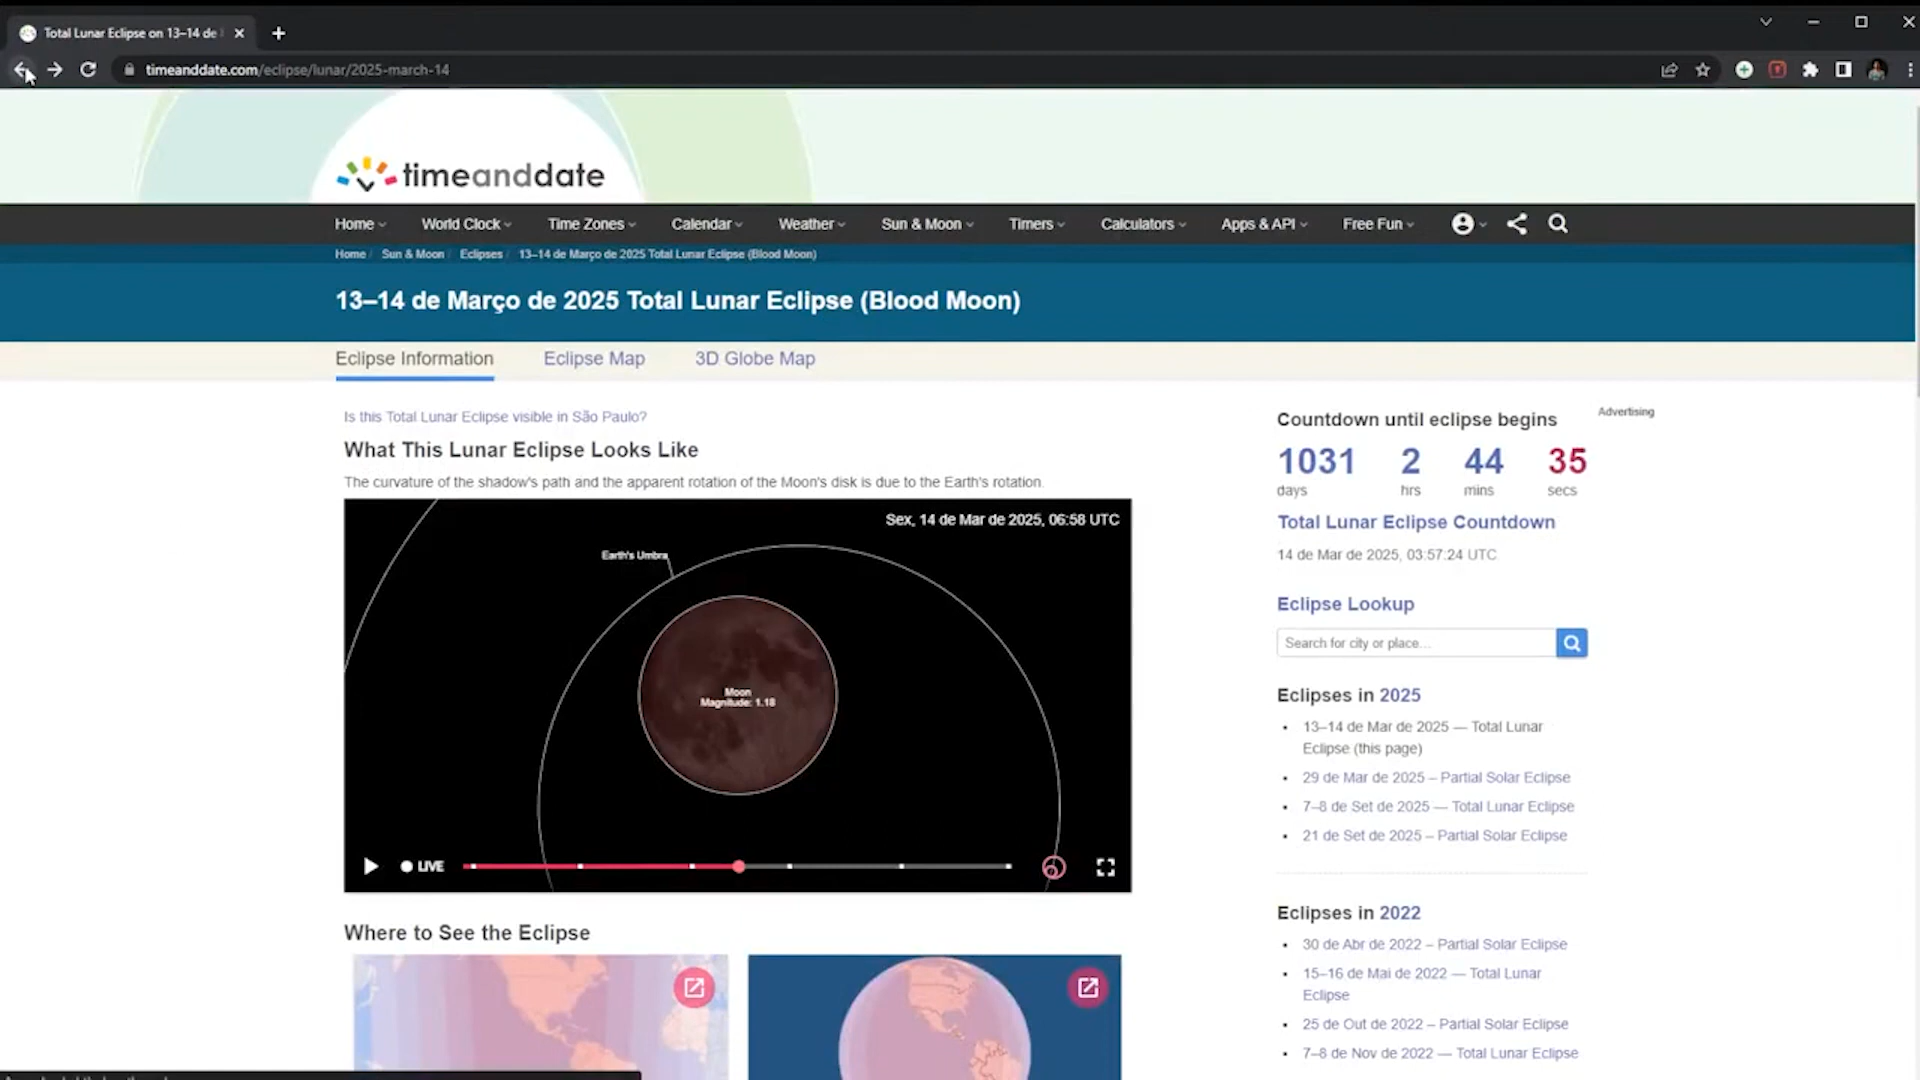 Total Lunar Eclipse on 13–14 de
timeanddate.com/eclipse/lunar/2025-march-14
timeanddate
Home World Clock Time Zones Calendar Weather Sun & Moon Timers Calculators Apps & API Free Fun
Home / Sun & Moon / Eclipses / 13–14 de Março de 2025 Total Lunar Eclipse (Blood Moon)
13–14 de Março de 2025 Total Lunar Eclipse (Blood Moon)
Eclipse Information Eclipse Map 3D Globe Map
Is this Total Lunar Eclipse visible in São Paulo?
What This Lunar Eclipse Looks Like
The curvature of the shadow's path and the apparent rotation of the Moon's disk is due to the Earth's rotation.
Sex, 14 de Mar de 2025, 06:58 UTC
Earth's Umbra
Moon
Magnitude: 1.18
LIVE
Where to See the Eclipse
Countdown until eclipse begins
1031 2 44 35
days hrs mins secs
Total Lunar Eclipse Countdown
14 de Mar de 2025, 03:57:24 UTC
Eclipse Lookup
Search for city or place...
Eclipses in 2025
13–14 de Mar de 2025 — Total Lunar
Eclipse (this page)
29 de Mar de 2025 – Partial Solar Eclipse
7–8 de Set de 2025 — Total Lunar Eclipse
21 de Set de 2025 – Partial Solar Eclipse
Eclipses in 2022
30 de Abr de 2022 – Partial Solar Eclipse
15–16 de Mai de 2022 — Total Lunar
Eclipse
25 de Out de 2022 – Partial Solar Eclipse
7–8 de Nov de 2022 — Total Lunar Eclipse
Advertising